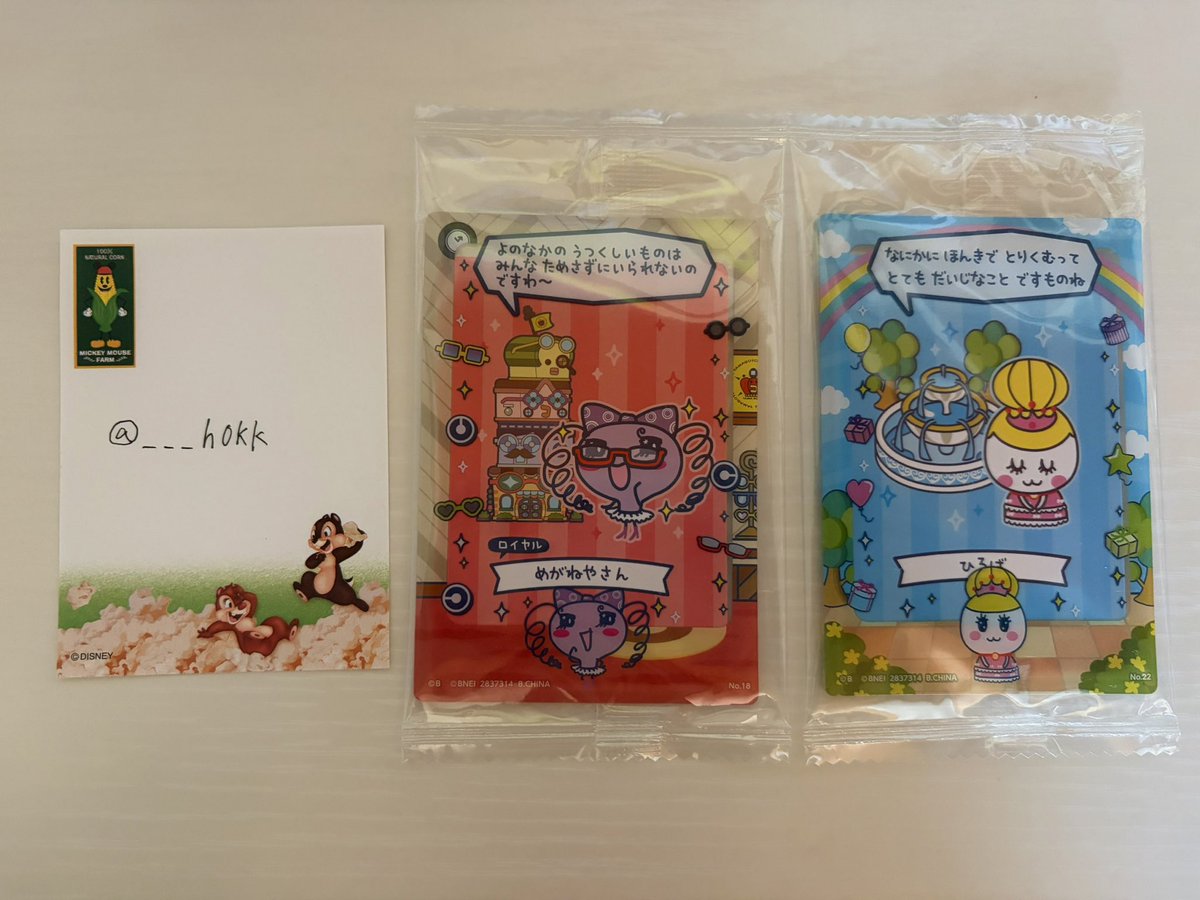 100%
NATURAL CORN
MICKEY MOUSE
FARM
@___hokk
©DISNEY
よのなかの うつくしいものは
みんな ためさずにいられないの
ですわ〜
ロイヤル
めがねやさん
©B ©BNEI 2837314 B.CHINA
No.18
なにかに ほんきで とりくむって
とても だいじなこと ですものね
ひろば
©B ©BNEI 2837314 B.CHINA
No.22